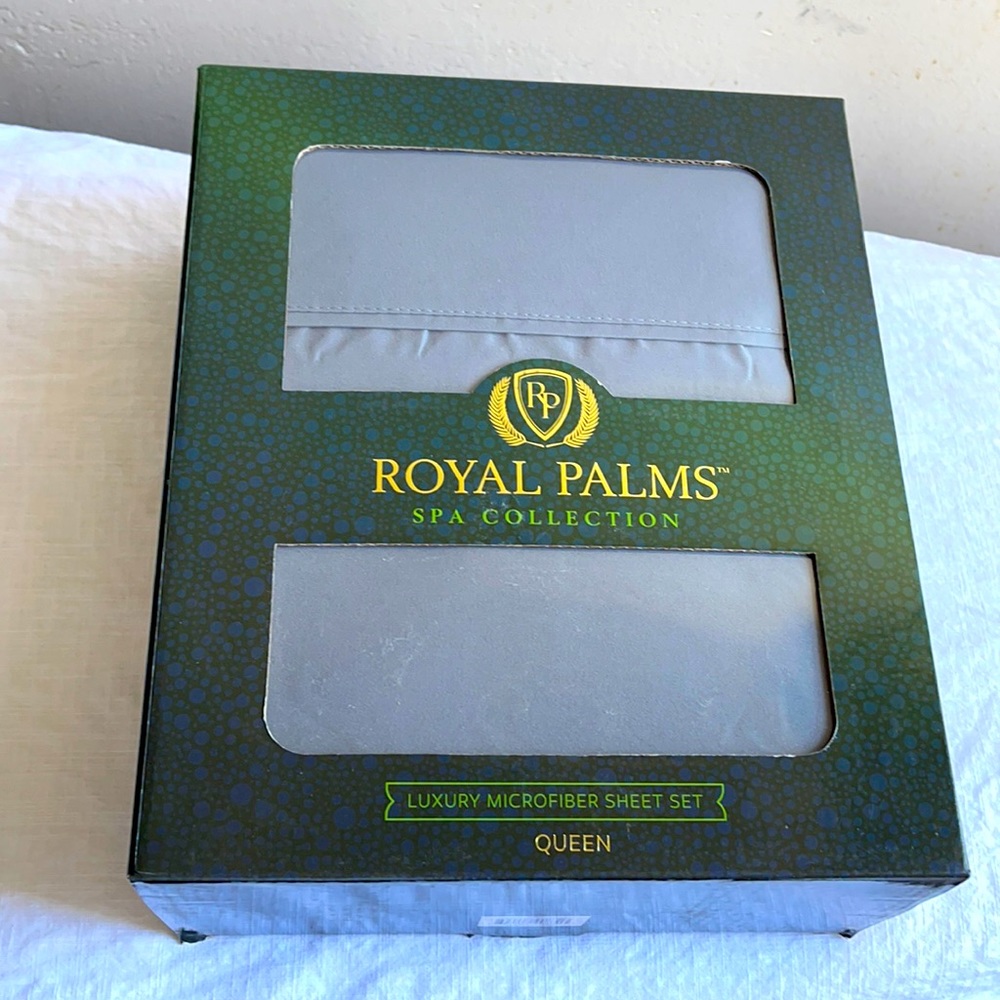 RP
ROYAL PALMS™
SPA COLLECTION
LUXURY MICROFIBER SHEET SET
QUEEN